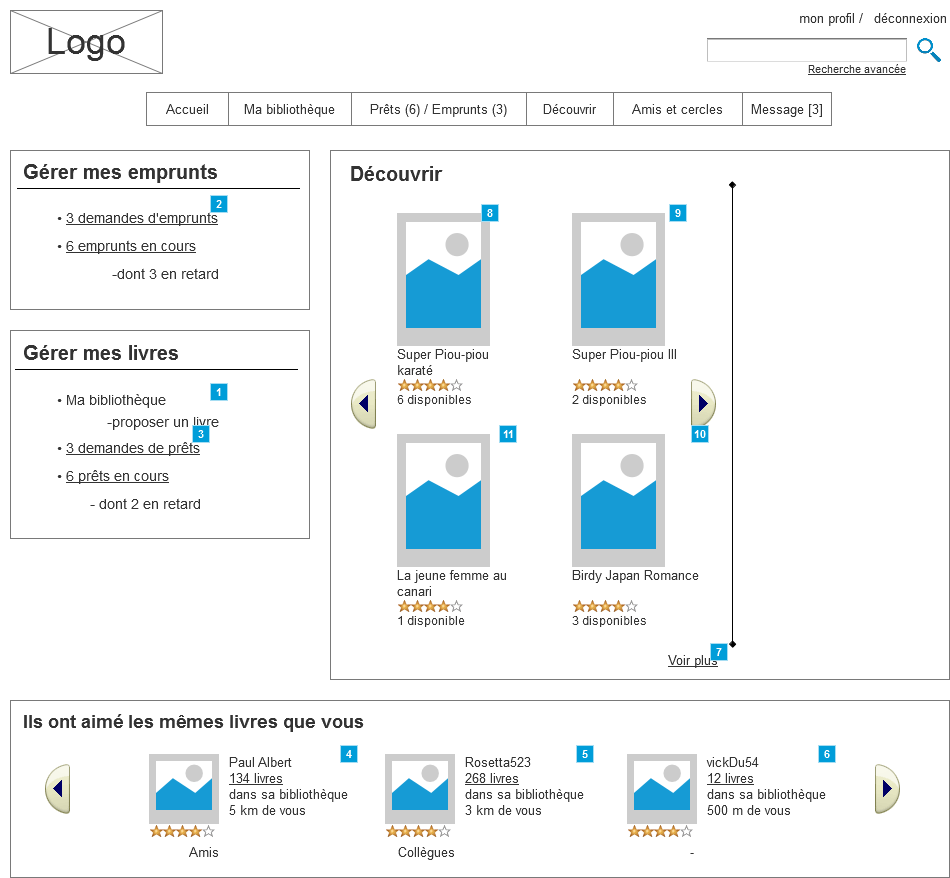 Logo
mon profil / déconnexion
Recherche avancée
Accueil
Ma bibliothèque
Prêts (6) / Emprunts (3)
Découvrir
Amis et cercles
Message [3]
Gérer mes emprunts
2
• 3 demandes d'emprunts
• 6 emprunts en cours
-dont 3 en retard
Gérer mes livres
1
• Ma bibliothèque
-proposer un livre
3
• 3 demandes de prêts
• 6 prêts en cours
- dont 2 en retard
Découvrir
8
Super Piou-piou
karaté
6 disponibles
9
Super Piou-piou III
2 disponibles
11
La jeune femme au
canari
1 disponible
10
Birdy Japan Romance
3 disponibles
7
Voir plus
Ils ont aimé les mêmes livres que vous
4
Paul Albert
134 livres
dans sa bibliothèque
5 km de vous
Amis
5
Rosetta523
268 livres
dans sa bibliothèque
3 km de vous
Collègues
6
vickDu54
12 livres
dans sa bibliothèque
500 m de vous
-